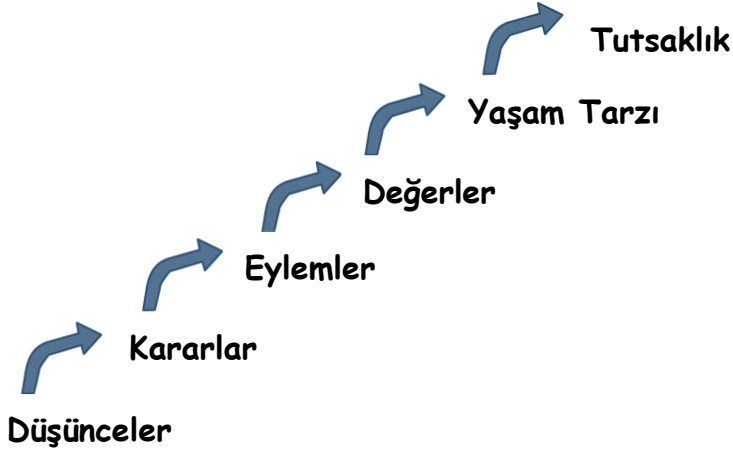 Tutsaklık
Yaşam Tarzı
Değerler
Eylemler
Kararlar
Düşünceler